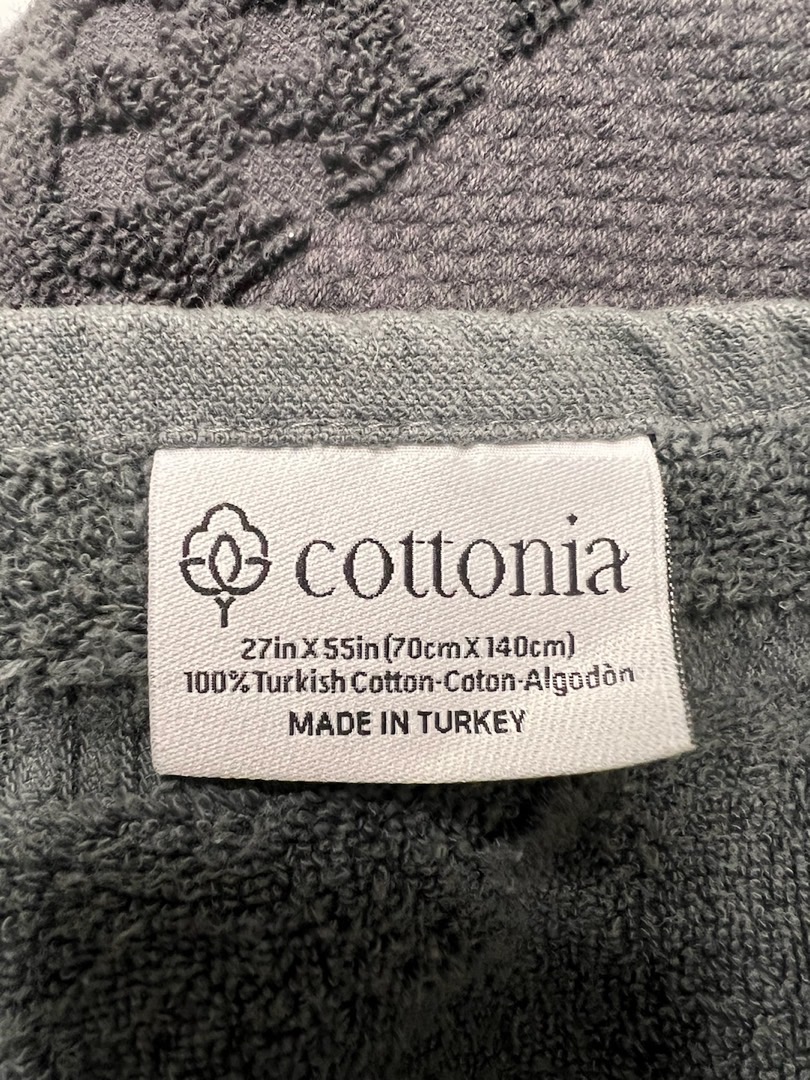 cottonia
27in X 55in (70cm X 140cm)
100% Turkish Cotton-Coton-Algodòn
MADE IN TURKEY